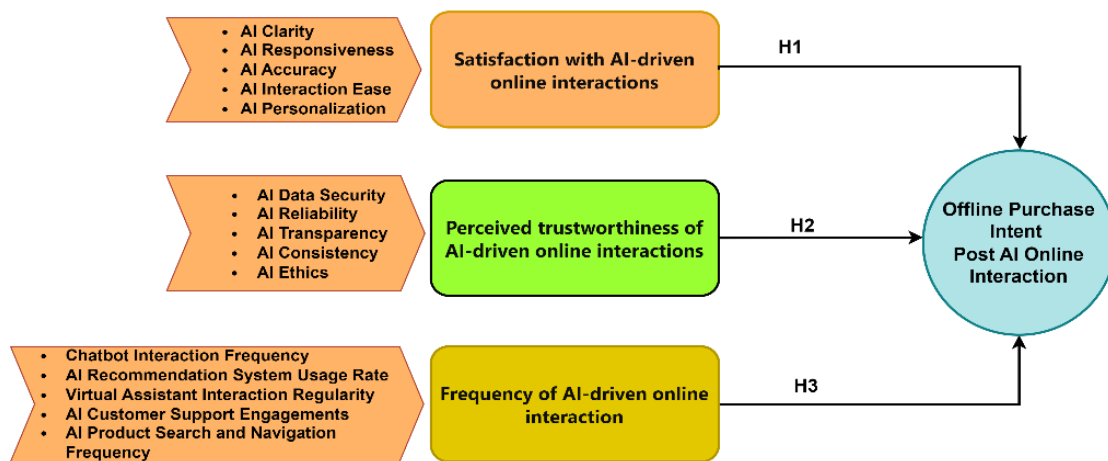 • AI Clarity
• AI Responsiveness
• AI Accuracy
• AI Interaction Ease
• AI Personalization
Satisfaction with AI-driven
online interactions
H1
• AI Data Security
• AI Reliability
• AI Transparency
• AI Consistency
• AI Ethics
Perceived trustworthiness of
AI-driven online interactions
H2
Offline Purchase
Intent
Post AI Online
Interaction
• Chatbot Interaction Frequency
• AI Recommendation System Usage Rate
• Virtual Assistant Interaction Regularity
• AI Customer Support Engagements
• AI Product Search and Navigation
Frequency
Frequency of AI-driven online
interaction
H3